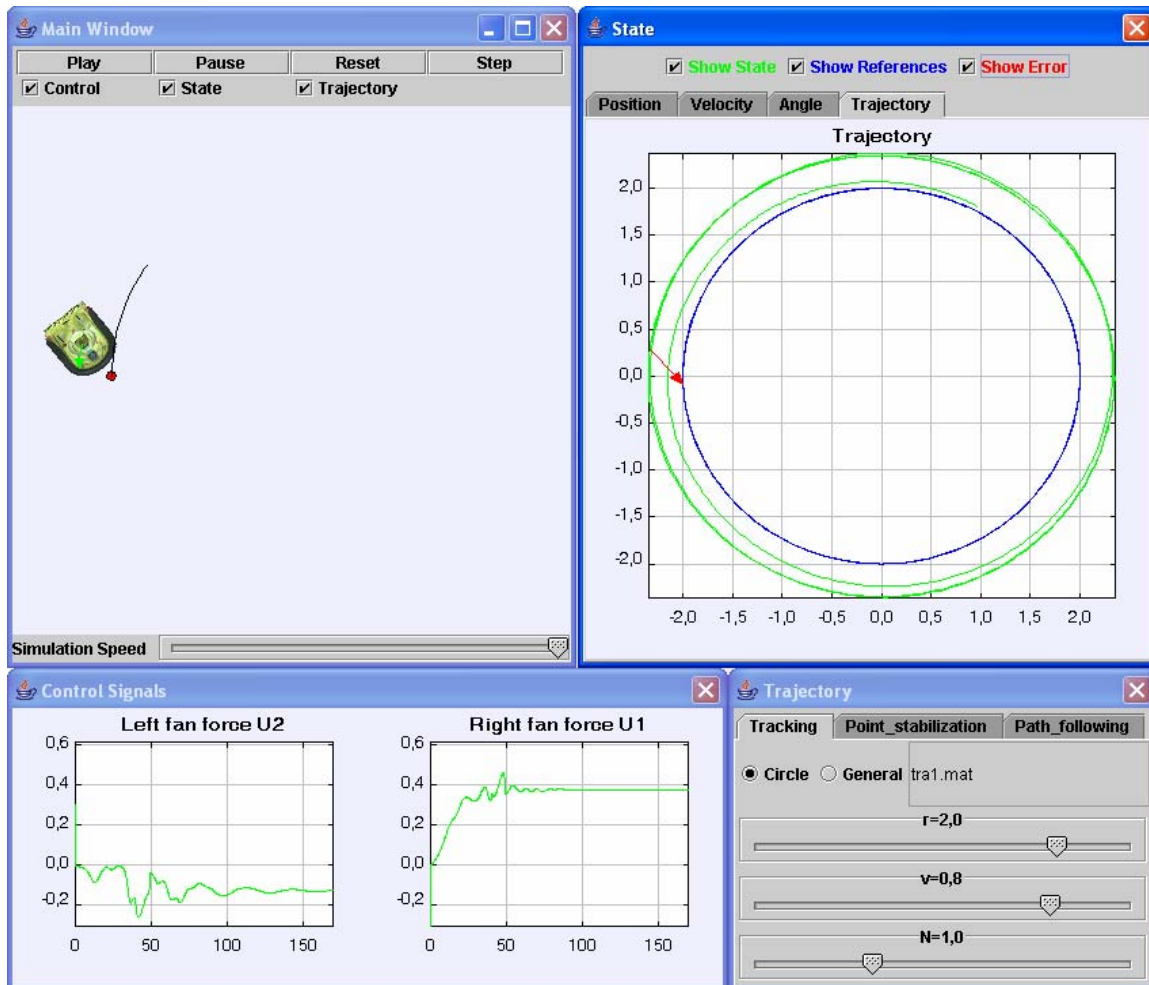 Main Window
Play Pause Reset Step
Control State Trajectory
Simulation Speed
State
Show State Show References Show Error
Position Velocity Angle Trajectory
Trajectory
2,0
1,5
1,0
0,5
0,0
-0,5
-1,0
-1,5
-2,0
-2,0 -1,5 -1,0 -0,5 0,0 0,5 1,0 1,5 2,0
Control Signals
Left fan force U2
0,6
0,4
0,2
0,0
-0,2
0 50 100 150
Right fan force U1
0,6
0,4
0,2
0,0
-0,2
0 50 100 150
Trajectory
Tracking Point_stabilization Path_following
Circle General tra1.mat
r=2,0
v=0,8
N=1,0